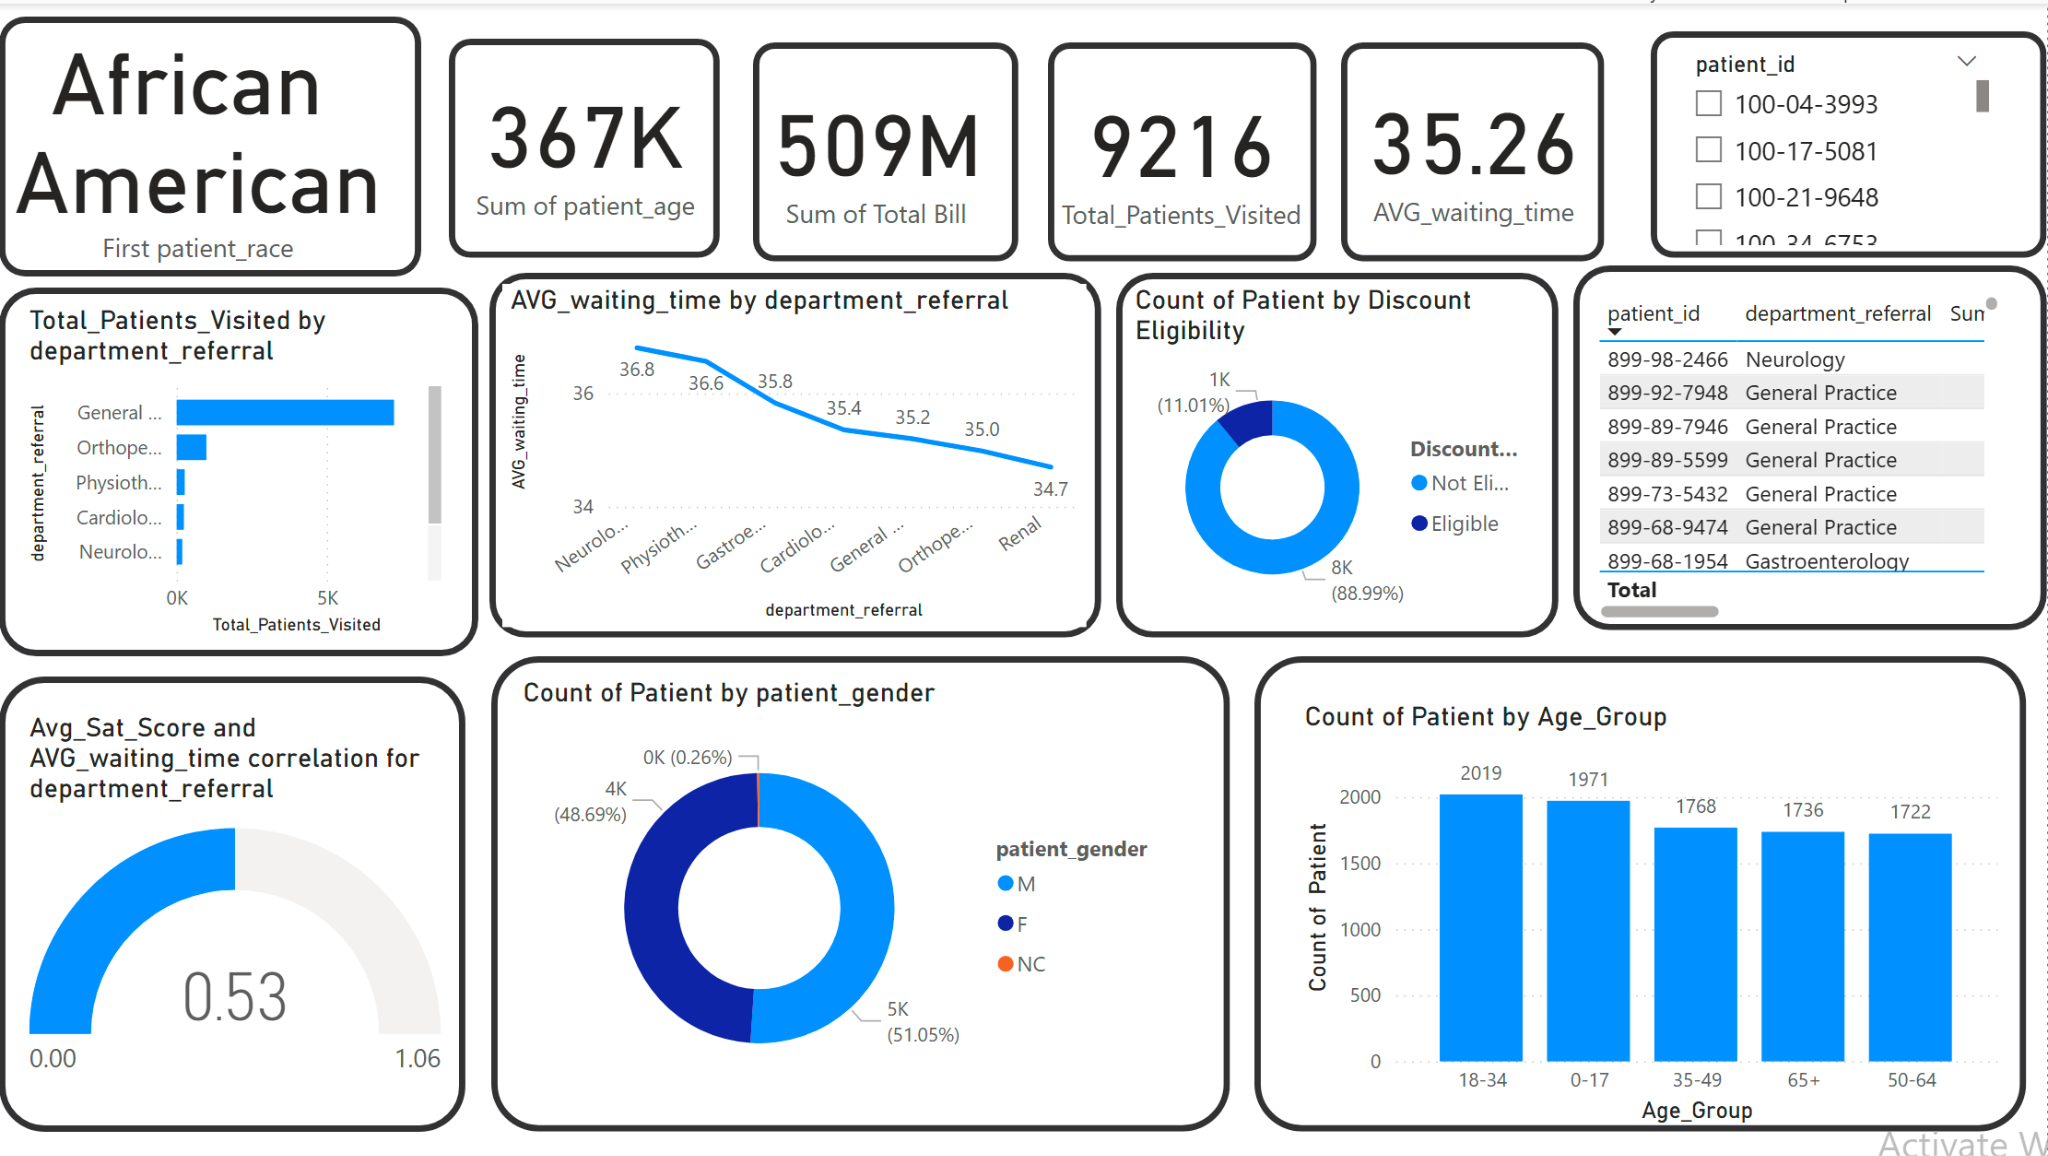 African
American
First patient_race
367K
Sum of patient_age
509M
Sum of Total Bill
9216
Total_Patients_Visited
35.26
AVG_waiting_time
patient_id
100-04-3993
100-17-5081
100-21-9648
100-34-6753
Total_Patients_Visited by
department_referral
department_referral
General ...
Orthope...
Physioth...
Cardiolo...
Neurolo...
0K
5K
Total_Patients_Visited
AVG_waiting_time by department_referral
AVG_waiting_time
36
34
36.8
36.6
35.8
35.4
35.2
35.0
34.7
Neurolo...
Physioth...
Gastroe...
Cardiolo...
General ...
Orthope...
Renal
department_referral
Count of Patient by Discount
Eligibility
1K
(11.01%)
8K
(88.99%)
Discount...
Not Eli...
Eligible
patient_id department_referral Sum
899-98-2466 Neurology
899-92-7948 General Practice
899-89-7946 General Practice
899-89-5599 General Practice
899-73-5432 General Practice
899-68-9474 General Practice
899-68-1954 Gastroenterology
Total
Avg_Sat_Score and
AVG_waiting_time correlation for
department_referral
0.53
0.00
1.06
Count of Patient by patient_gender
0K (0.26%)
4K
(48.69%)
5K
(51.05%)
patient_gender
M
F
NC
Count of Patient by Age_Group
Count of Patient
2000
1500
1000
500
0
2019
1971
1768
1736
1722
18-34
0-17
35-49
65+
50-64
Age_Group
Activate W